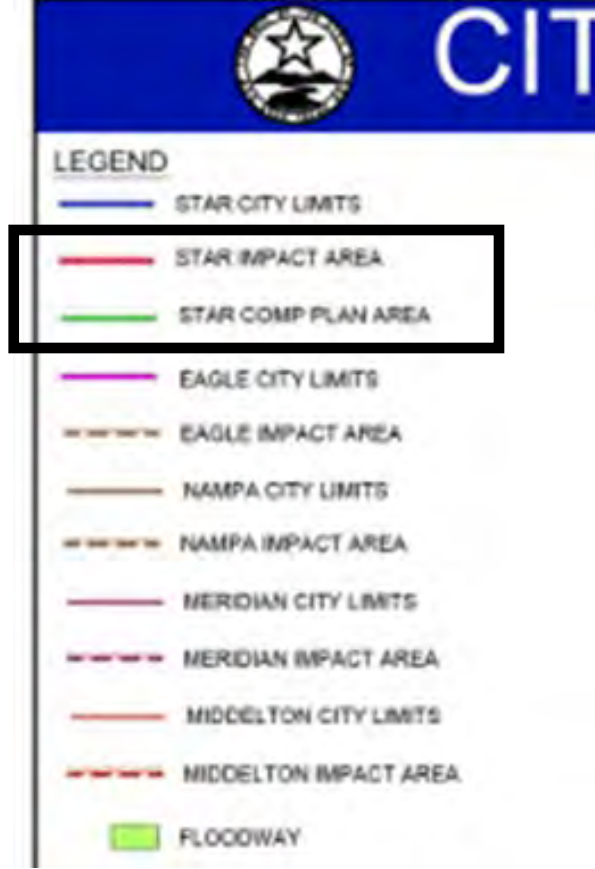 CIT
LEGEND
STAR CITY LIMITS
STAR IMPACT AREA
STAR COMP PLAN AREA
EAGLE CITY LIMITS
EAGLE IMPACT AREA
NAMPA CITY LIMITS
NAMPA IMPACT AREA
MERIDIAN CITY LIMITS
MERIDIAN IMPACT AREA
MIDDELTON CITY LIMITS
MIDDELTON IMPACT AREA
FLOODWAY